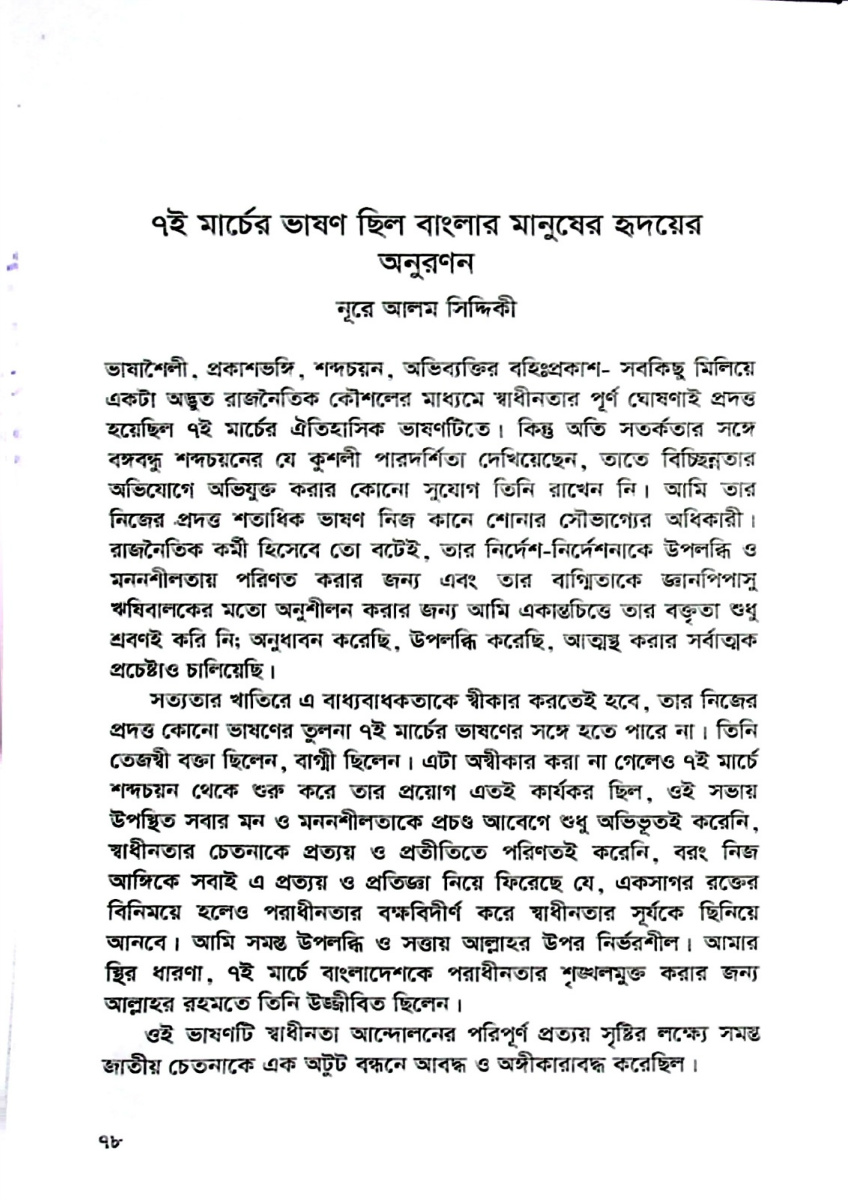 ৭ই মার্চের ভাষণ ছিল বাংলার মানুষের হৃদয়ের
অনুরণন
নূরে আলম সিদ্দিকী
ভাষাশৈলী, প্রকাশভঙ্গি, শব্দচয়ন, অভিব্যক্তির বহিঃপ্রকাশ- সবকিছু মিলিয়ে
একটা অদ্ভুত রাজনৈতিক কৌশলের মাধ্যমে স্বাধীনতার পূর্ণ ঘোষণাই প্রদত্ত
হয়েছিল ৭ই মার্চের ঐতিহাসিক ভাষণটিতে। কিন্তু অতি সতর্কতার সঙ্গে
বঙ্গবন্ধু শব্দচয়নের যে কুশলী পারদর্শিতা দেখিয়েছেন, তাতে বিচ্ছিন্নতার
অভিযোগে অভিযুক্ত করার কোনো সুযোগ তিনি রাখেন নি। আমি তার
নিজের প্রদত্ত শতাধিক ভাষণ নিজ কানে শোনার সৌভাগ্যের অধিকারী।
রাজনৈতিক কর্মী হিসেবে তো বটেই, তার নির্দেশ-নির্দেশনাকে উপলব্ধি ও
মননশীলতায় পরিণত করার জন্য এবং তার বাগ্মিতাকে জ্ঞানপিপাসু
ঋষিবালকের মতো অনুশীলন করার জন্য আমি একান্তচিত্তে তার বক্তৃতা শুধু
শ্রবণই করি নি; অনুধাবন করেছি, উপলব্ধি করেছি, আত্মস্থ করার সর্বাত্মক
প্রচেষ্টাও চালিয়েছি।
সত্যতার খাতিরে এ বাধ্যবাধকতাকে স্বীকার করতেই হবে, তার নিজের
প্রদত্ত কোনো ভাষণের তুলনা ৭ই মার্চের ভাষণের সঙ্গে হতে পারে না। তিনি
তেজস্বী বক্তা ছিলেন, বাগ্মী ছিলেন। এটা অস্বীকার করা না গেলেও ৭ই মার্চে
শব্দচয়ন থেকে শুরু করে তার প্রয়োগ এতই কার্যকর ছিল, ওই সভায়
উপস্থিত সবার মন ও মননশীলতাকে প্রচণ্ড আবেগে শুধু অভিভূতই করেনি,
স্বাধীনতার চেতনাকে প্রত্যয় ও প্রতীতিতে পরিণতই করেনি, বরং নিজ
আঙ্গিকে সবাই এ প্রত্যয় ও প্রতিজ্ঞা নিয়ে ফিরেছে যে, একসাগর রক্তের
বিনিময়ে হলেও পরাধীনতার বক্ষবিদীর্ণ করে স্বাধীনতার সূর্যকে ছিনিয়ে
আনবে। আমি সমস্ত উপলব্ধি ও সত্তায় আল্লাহর উপর নির্ভরশীল। আমার
স্থির ধারণা, ৭ই মার্চে বাংলাদেশকে পরাধীনতার শৃঙ্খলমুক্ত করার জন্য
আল্লাহর রহমতে তিনি উজ্জীবিত ছিলেন।
ওই ভাষণটি স্বাধীনতা আন্দোলনের পরিপূর্ণ প্রত্যয় সৃষ্টির লক্ষ্যে সমস্ত
জাতীয় চেতনাকে এক অটুট বন্ধনে আবদ্ধ ও অঙ্গীকারাবদ্ধ করেছিল।
৭৮